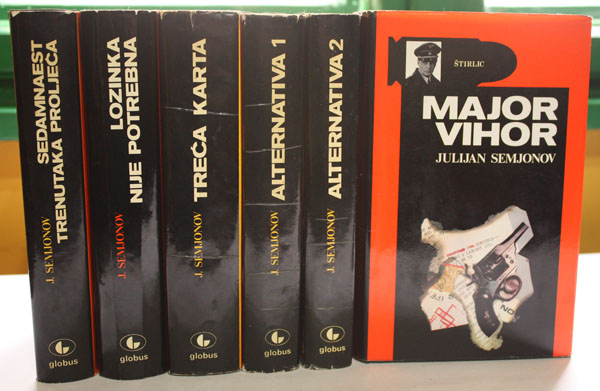 SEDAMNAEST
TRENUTAKA PROLJEĆA
J. SEMJONOV
globus
LOZINKA
NIJE POTREBNA
J. SEMJONOV
globus
TREĆA KARTA
J. SEMJONOV
globus
ALTERNATIVA 1
J. SEMJONOV
globus
ALTERNATIVA 2
J. SEMJONOV
globus
ŠTIRLIC
MAJOR
VIHOR
JULIJAN SEMJONOV